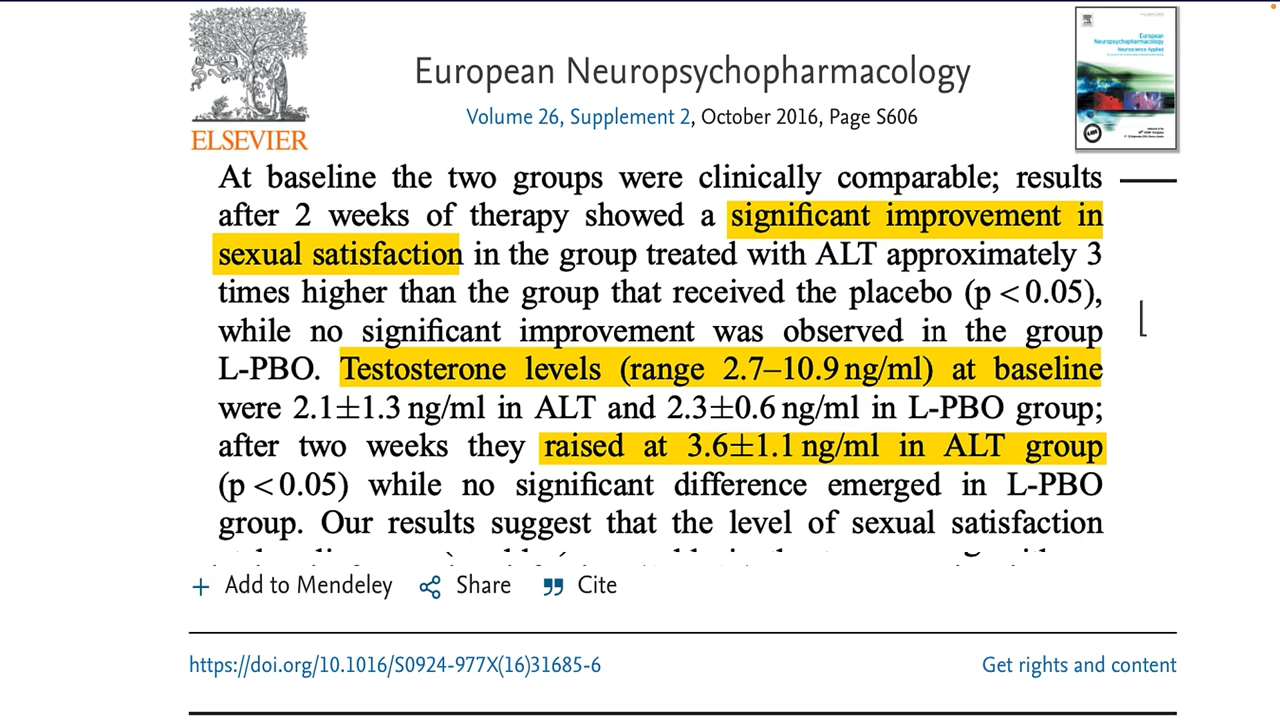 European Neuropsychopharmacology
Volume 26, Supplement 2, October 2016, Page S606
ELSEVIER
European
Neuropsychopharmacology
At baseline the two groups were clinically comparable; results
after 2 weeks of therapy showed a significant improvement in
sexual satisfaction in the group treated with ALT approximately 3
times higher than the group that received the placebo (p < 0.05),
while no significant improvement was observed in the group
L-PBO. Testosterone levels (range 2.7–10.9 ng/ml) at baseline
were 2.1±1.3 ng/ml in ALT and 2.3±0.6 ng/ml in L-PBO group;
after two weeks they raised at 3.6±1.1 ng/ml in ALT group
(p < 0.05) while no significant difference emerged in L-PBO
group. Our results suggest that the level of sexual satisfaction
Add to Mendeley Share Cite
https://doi.org/10.1016/S0924-977X(16)31685-6
Get rights and content